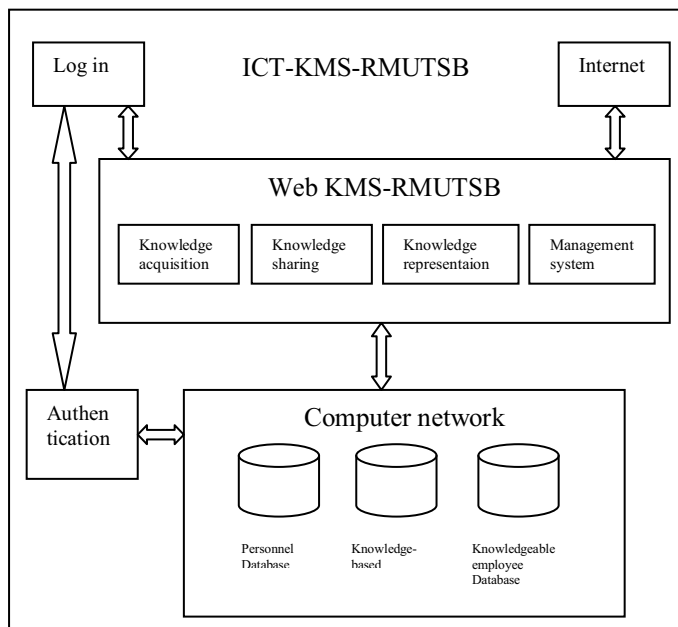 Log in
ICT-KMS-RMUTSB
Internet
Web KMS-RMUTSB
Knowledge
acquisition
Knowledge
sharing
Knowledge
representaion
Management
system
Authen
tication
Computer network
Personnel
Database
Knowledge-
based
Knowledgeable
employee
Database